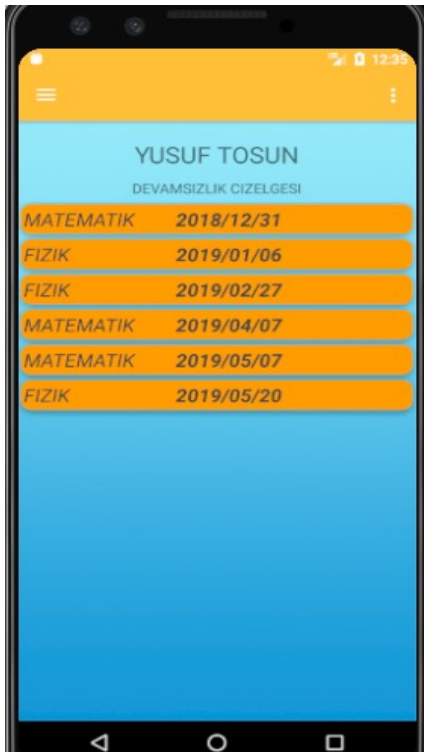 12:35
YUSUF TOSUN
DEVAMSIZLIK CIZELGESI
MATEMATIK 2018/12/31
FIZIK 2019/01/06
FIZIK 2019/02/27
MATEMATIK 2019/04/07
MATEMATIK 2019/05/07
FIZIK 2019/05/20